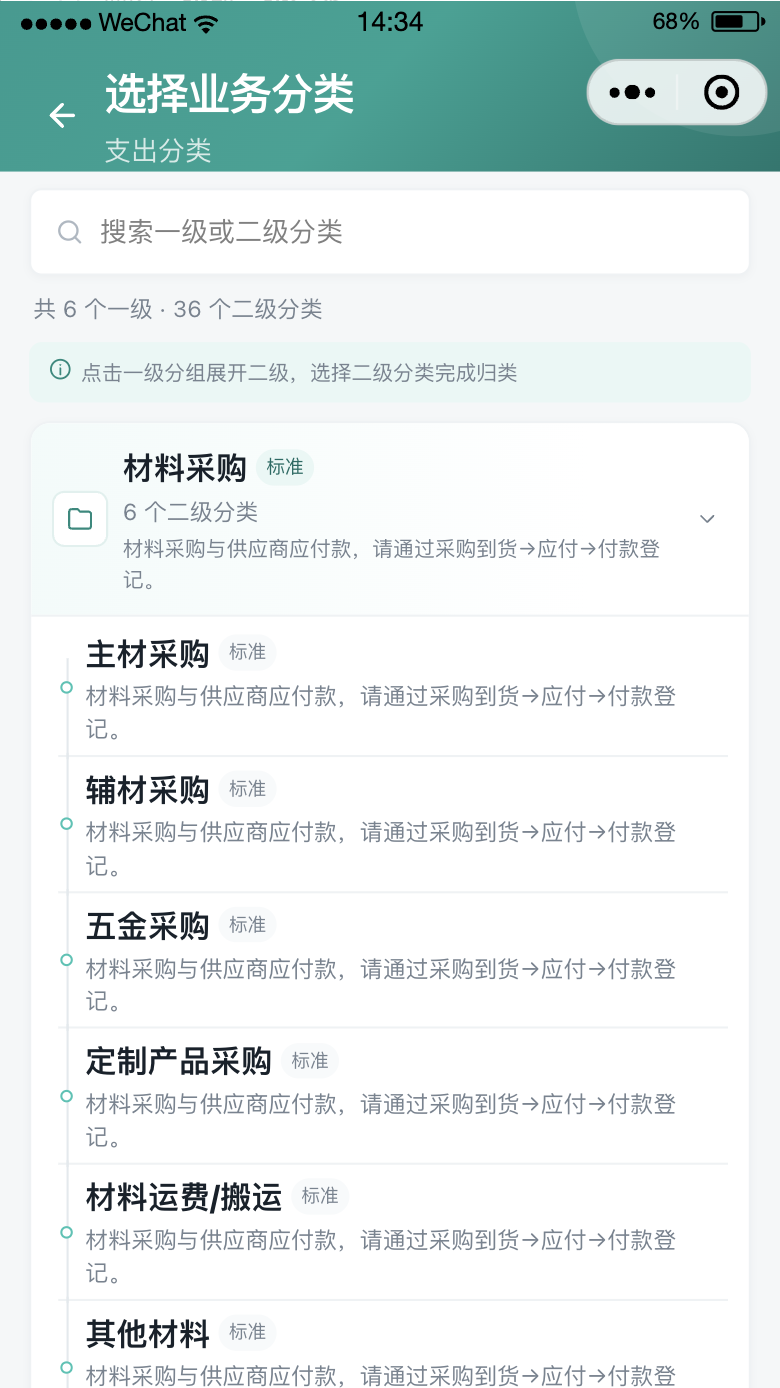 WeChat 14:34 68%
选择业务分类
支出分类
搜索一级或二级分类
共 6 个一级 · 36 个二级分类
点击一级分组展开二级，选择二级分类完成归类
材料采购 标准
6 个二级分类
材料采购与供应商应付款，请通过采购到货→应付→付款登
记。
主材采购 标准
材料采购与供应商应付款，请通过采购到货→应付→付款登
记。
辅材采购 标准
材料采购与供应商应付款，请通过采购到货→应付→付款登
记。
五金采购 标准
材料采购与供应商应付款，请通过采购到货→应付→付款登
记。
定制产品采购 标准
材料采购与供应商应付款，请通过采购到货→应付→付款登
记。
材料运费/搬运 标准
材料采购与供应商应付款，请通过采购到货→应付→付款登
记。
其他材料 标准
材料采购与供应商应付款，请通过采购到货→应付→付款登